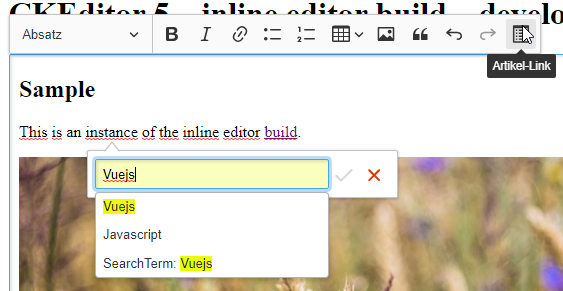 CKEditor 5 – inline editor build – develo
Absatz
Artikel-Link
Sample
This is an instance of the inline editor build.
Vuejs
Vuejs
Javascript
SearchTerm: Vuejs